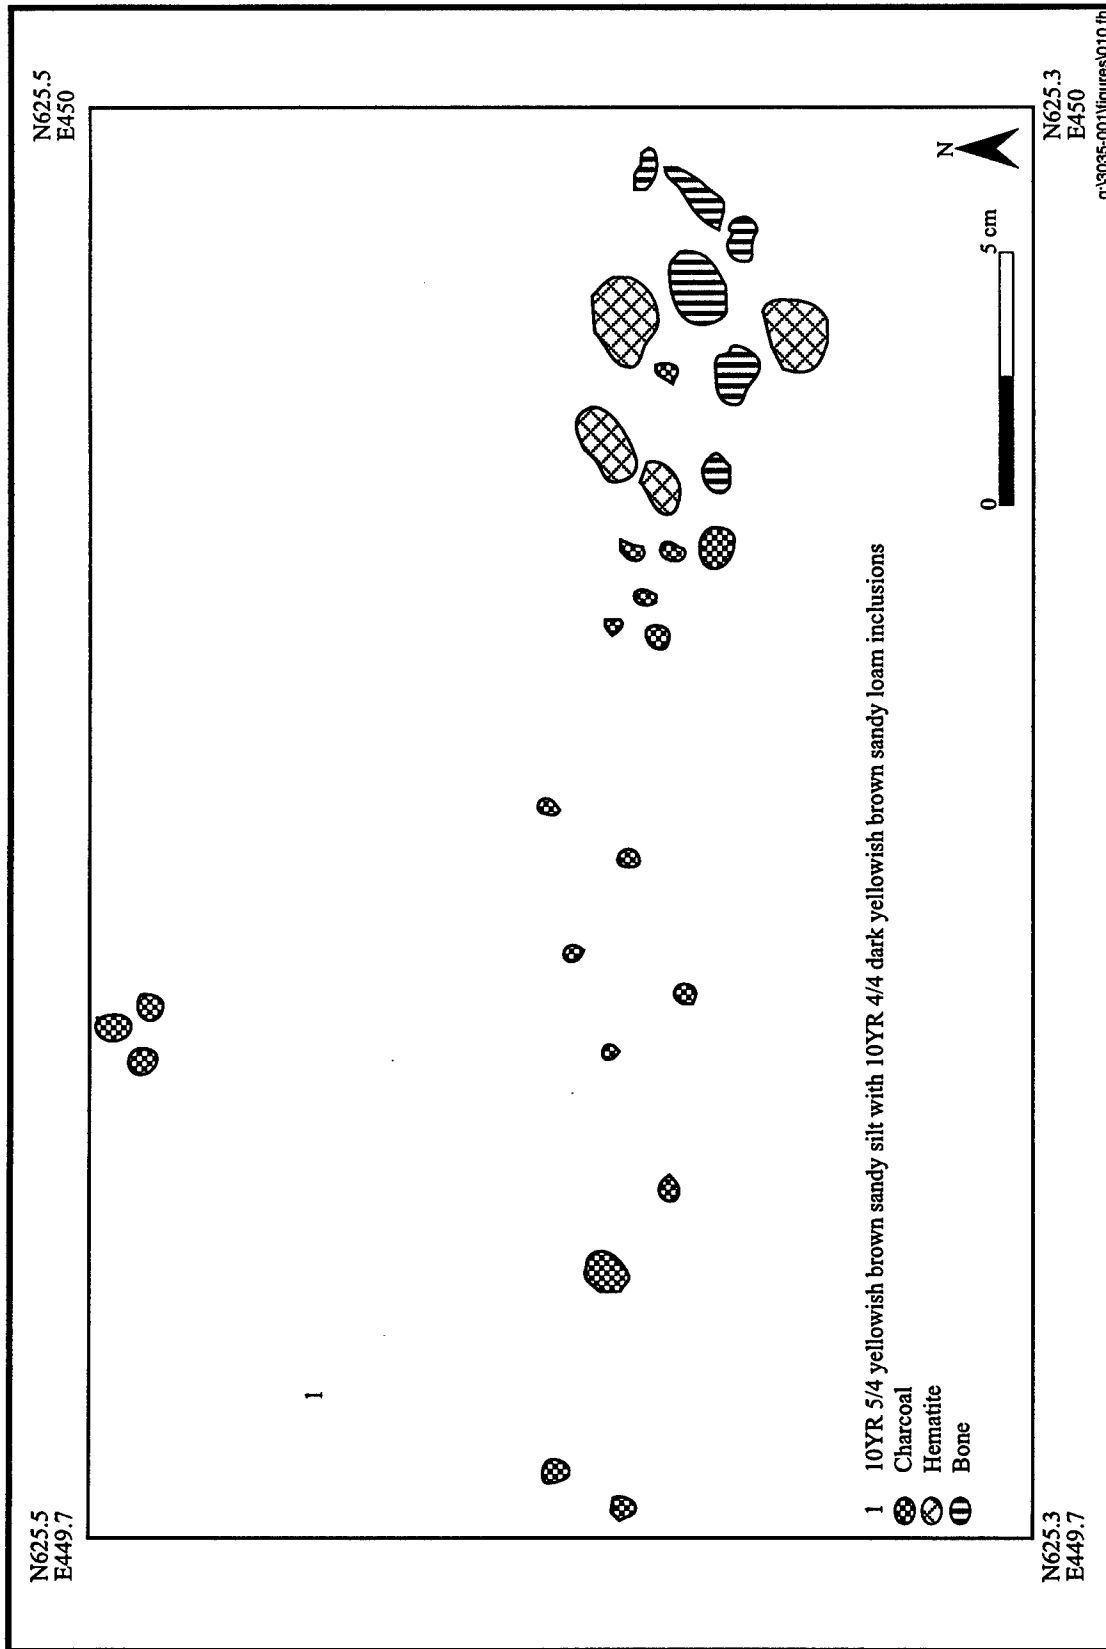 N625.5
E449.7
N625.5
E450
1
N
0
5 cm
1 10YR 5/4 yellowish brown sandy silt with 10YR 4/4 dark yellowish brown sandy loam inclusions
Charcoal
Hematite
Bone
N625.3
E449.7
N625.3
E450